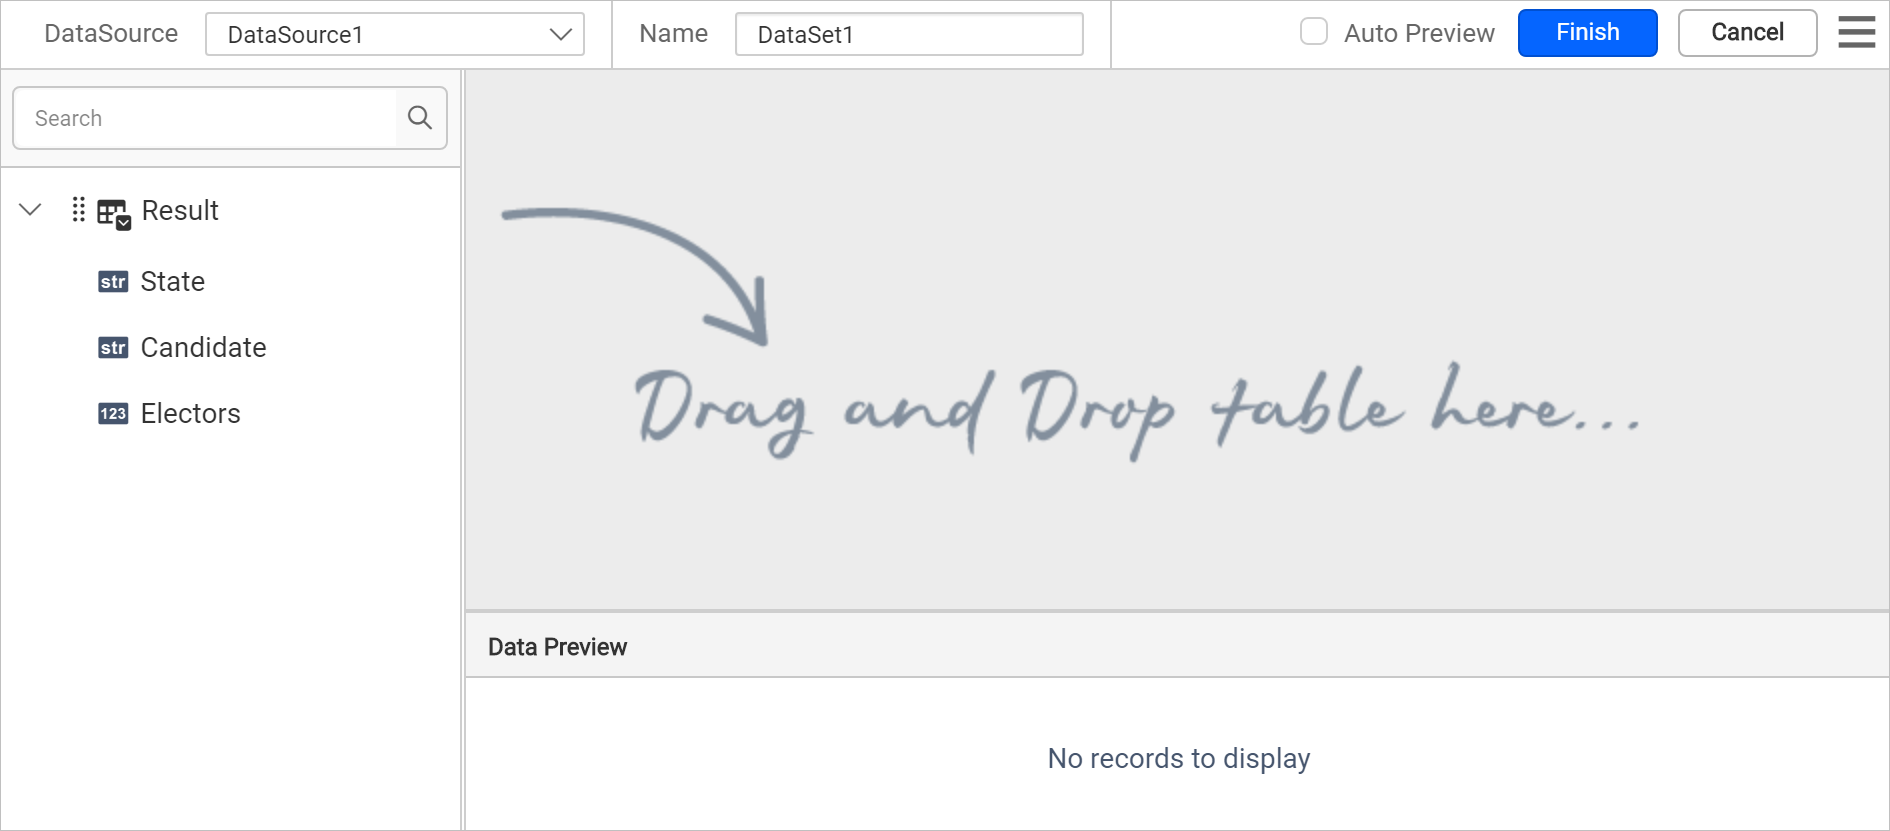 DataSource DataSource1 Name DataSet1 Auto Preview Finish Cancel
Search
Result
str State
str Candidate
123 Electors
Drag and Drop table here...
Data Preview
No records to display